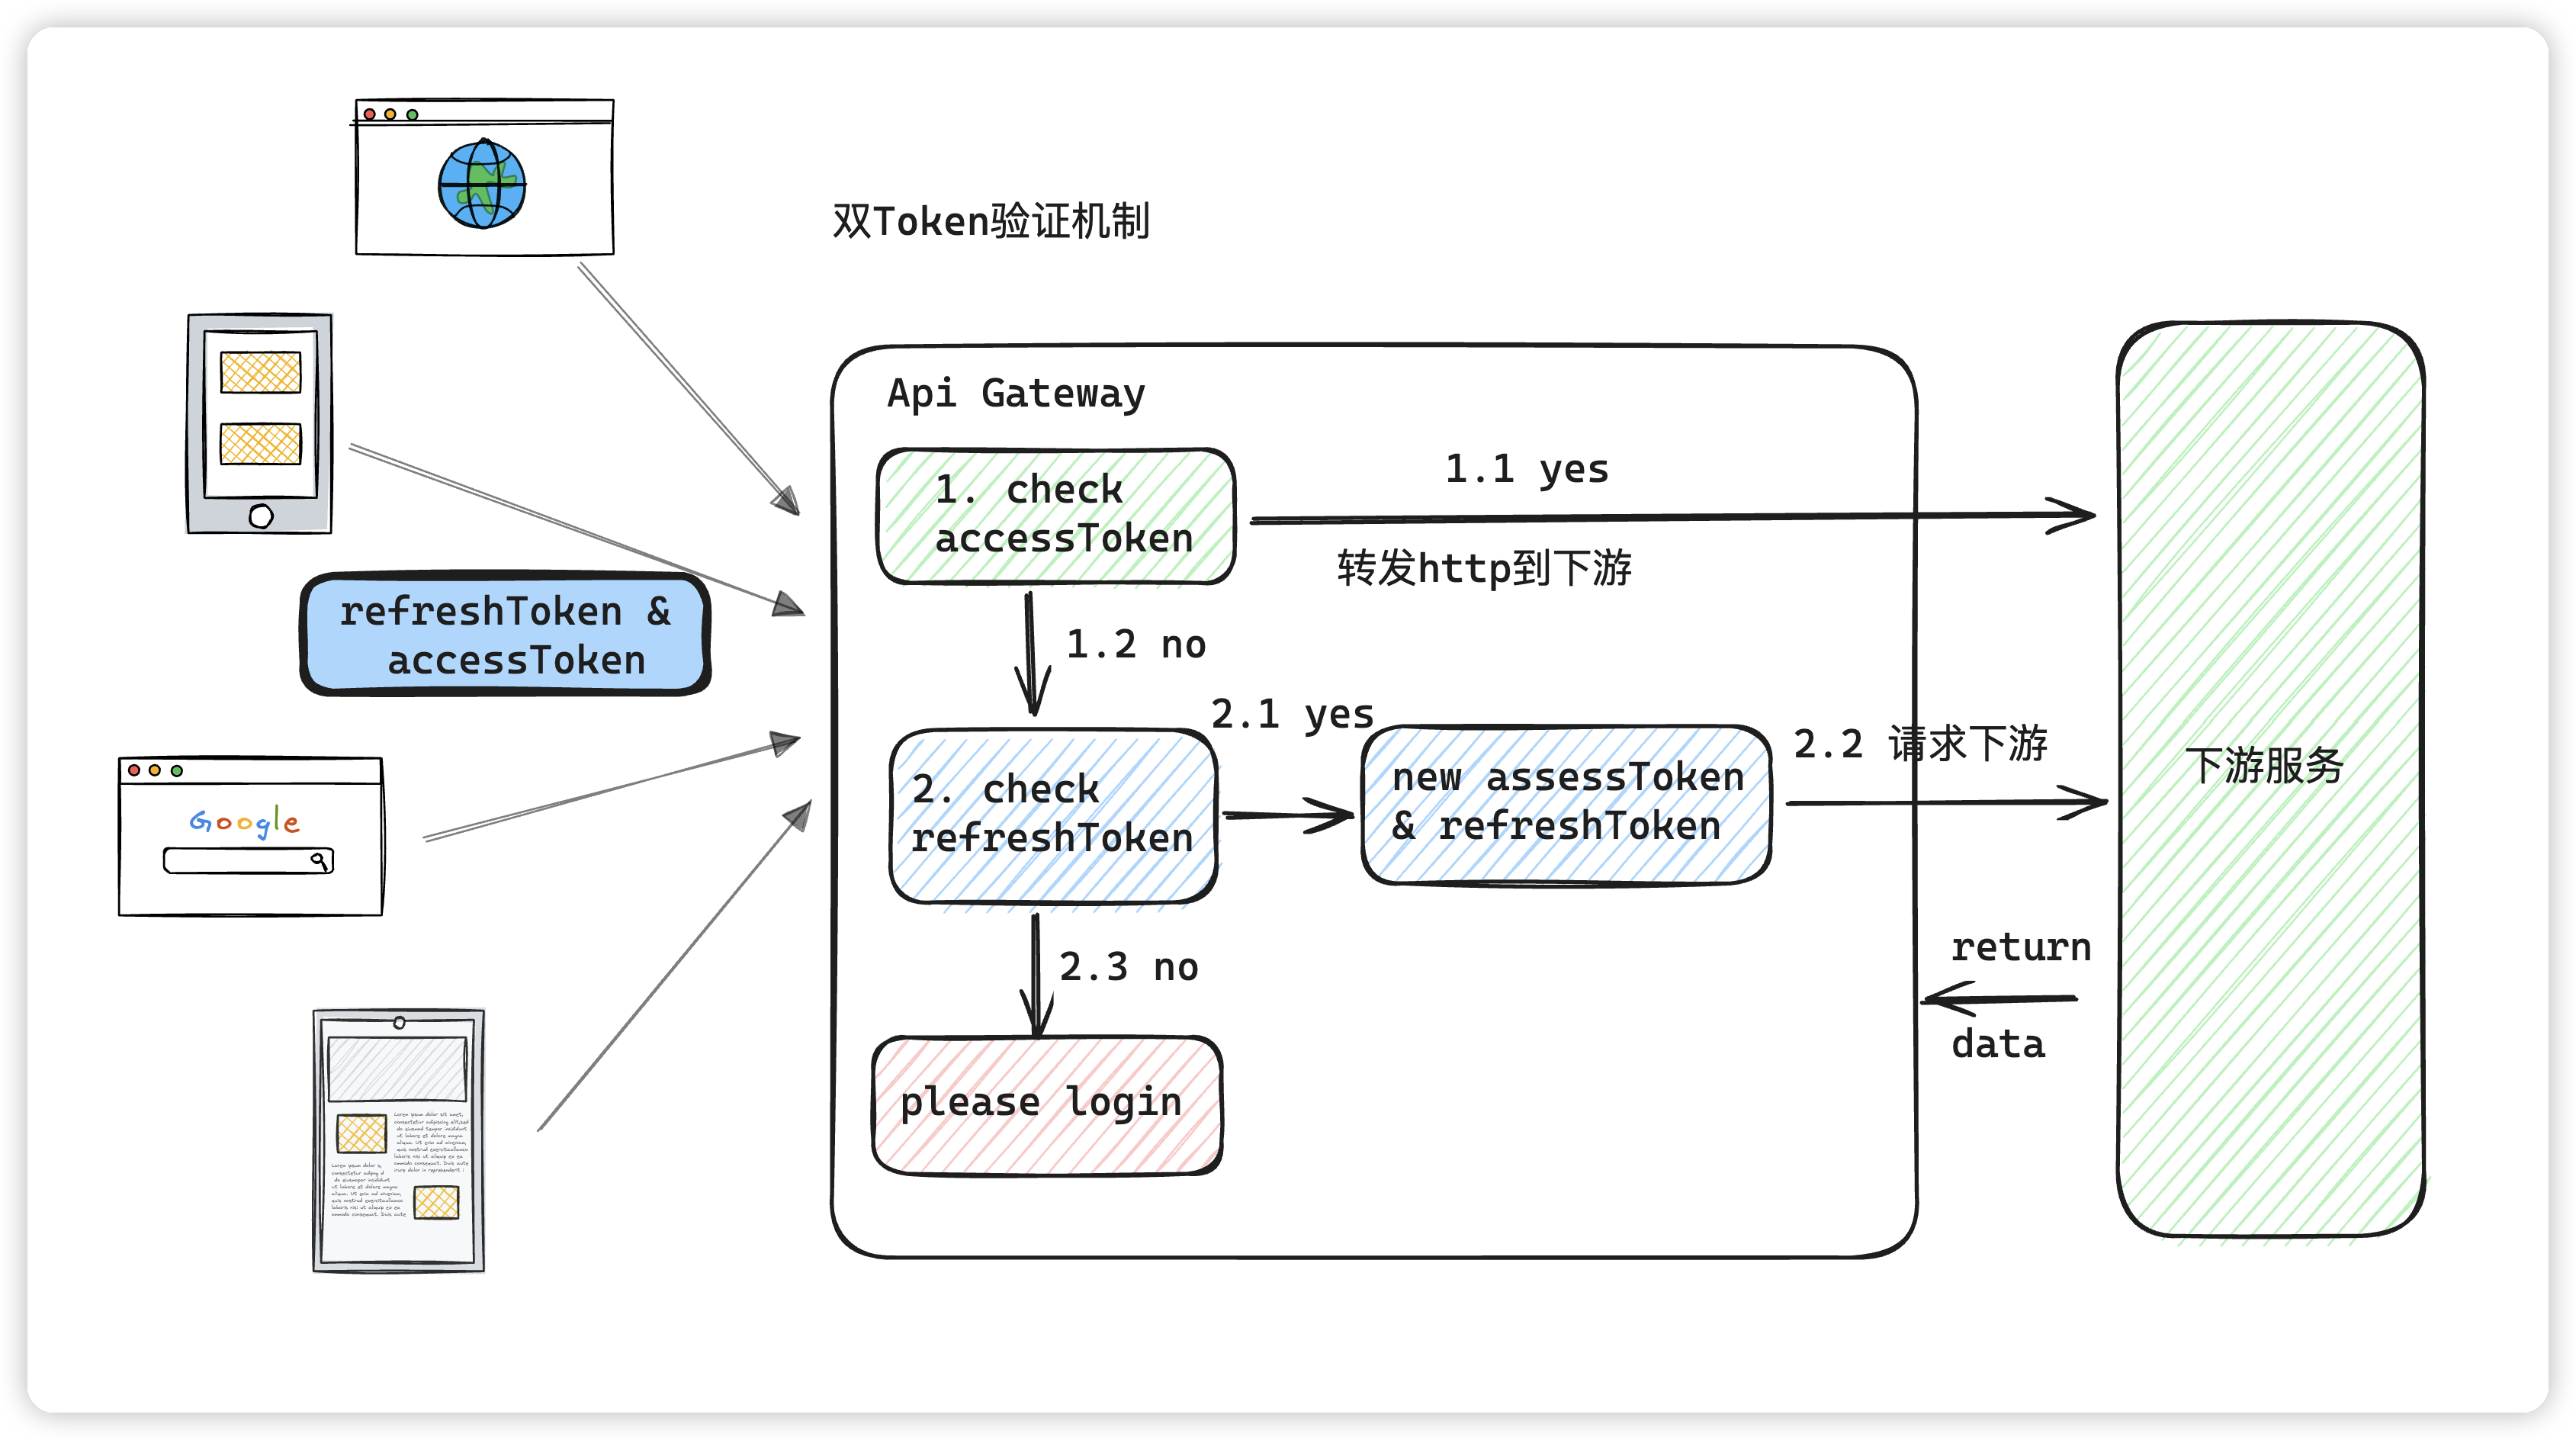 双Token验证机制
Api Gateway
1. check
accessToken
1.1 yes
转发http到下游
refreshToken &
accessToken
1.2 no
2.1 yes
2. check
refreshToken
new assessToken
& refreshToken
2.2 请求下游
下游服务
Google
2.3 no
return
data
please login